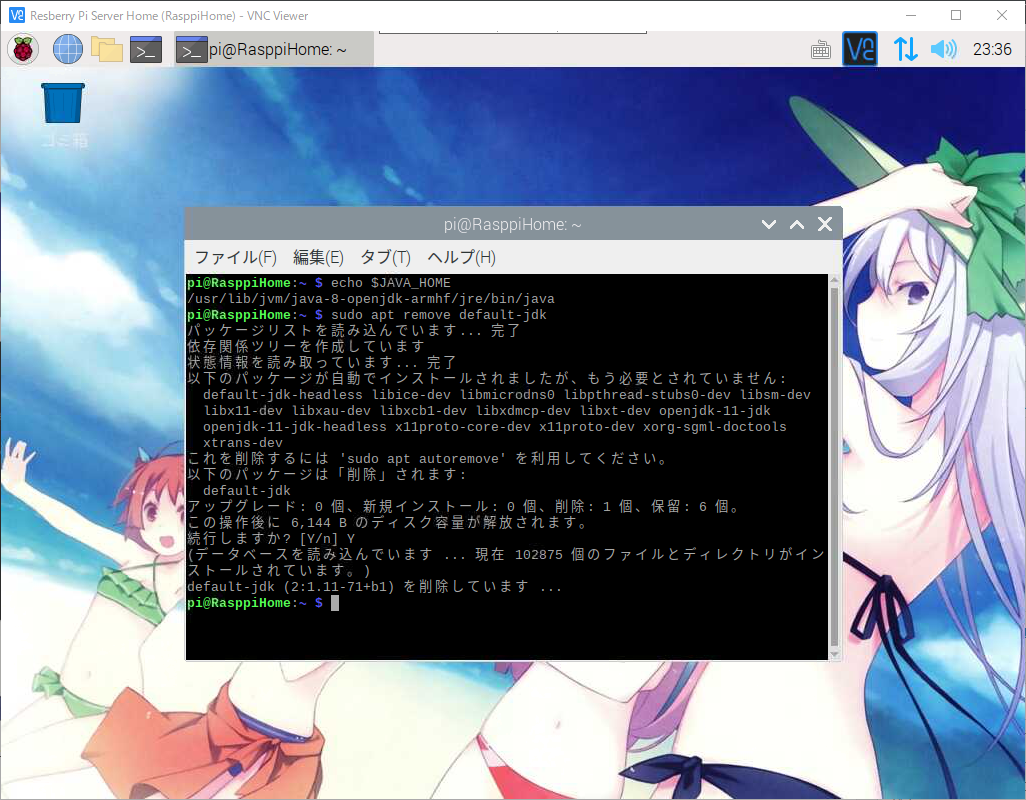 Resberry Pi Server Home (RasppiHome) - VNC Viewer
pi@RasppiHome: ~
23:36
ゴミ箱
pi@RasppiHome: ~
ファイル(F) 編集(E) タブ(T) ヘルプ(H)
pi@RasppiHome:~ $ echo $JAVA_HOME
/usr/lib/jvm/java-8-openjdk-armhf/jre/bin/java
pi@RasppiHome:~ $ sudo apt remove default-jdk
パッケージリストを読み込んでいます... 完了
依存関係ツリーを作成しています
状態情報を読み取っています... 完了
以下のパッケージが自動でインストールされましたが、もう必要とされていません:
default-jdk-headless libice-dev libmicrodns0 libpthread-stubs0-dev libsm-dev
libx11-dev libxau-dev libxcb1-dev libxdmcp-dev libxt-dev openjdk-11-jdk
openjdk-11-jdk-headless x11proto-core-dev x11proto-dev xorg-sgml-doctools
xtrans-dev
これを削除するには 'sudo apt autoremove' を利用してください。
以下のパッケージは「削除」されます:
default-jdk
アップグレード: 0 個、新規インストール: 0 個、削除: 1 個、保留: 6 個。
この操作後に 6,144 B のディスク容量が解放されます。
続行しますか? [Y/n] Y
(データベースを読み込んでいます ... 現在 102875 個のファイルとディレクトリがイン
ストールされています。)
default-jdk (2:1.11-71+b1) を削除しています ...
pi@RasppiHome:~ $